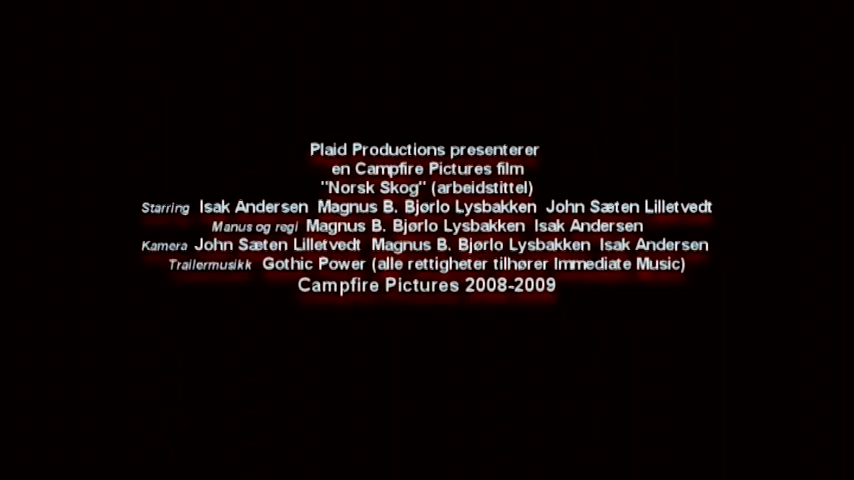 Plaid Productions presenterer
en Campfire Pictures film
"Norsk Skog" (arbeidstittel)
Starring Isak Andersen Magnus B. Bjørlo Lysbakken John Sæten Lilletvedt
Manus og regi Magnus B. Bjørlo Lysbakken Isak Andersen
Kamera John Sæten Lilletvedt Magnus B. Bjørlo Lysbakken Isak Andersen
Trailermusikk Gothic Power (alle rettigheter tilhører Immediate Music)
Campfire Pictures 2008-2009